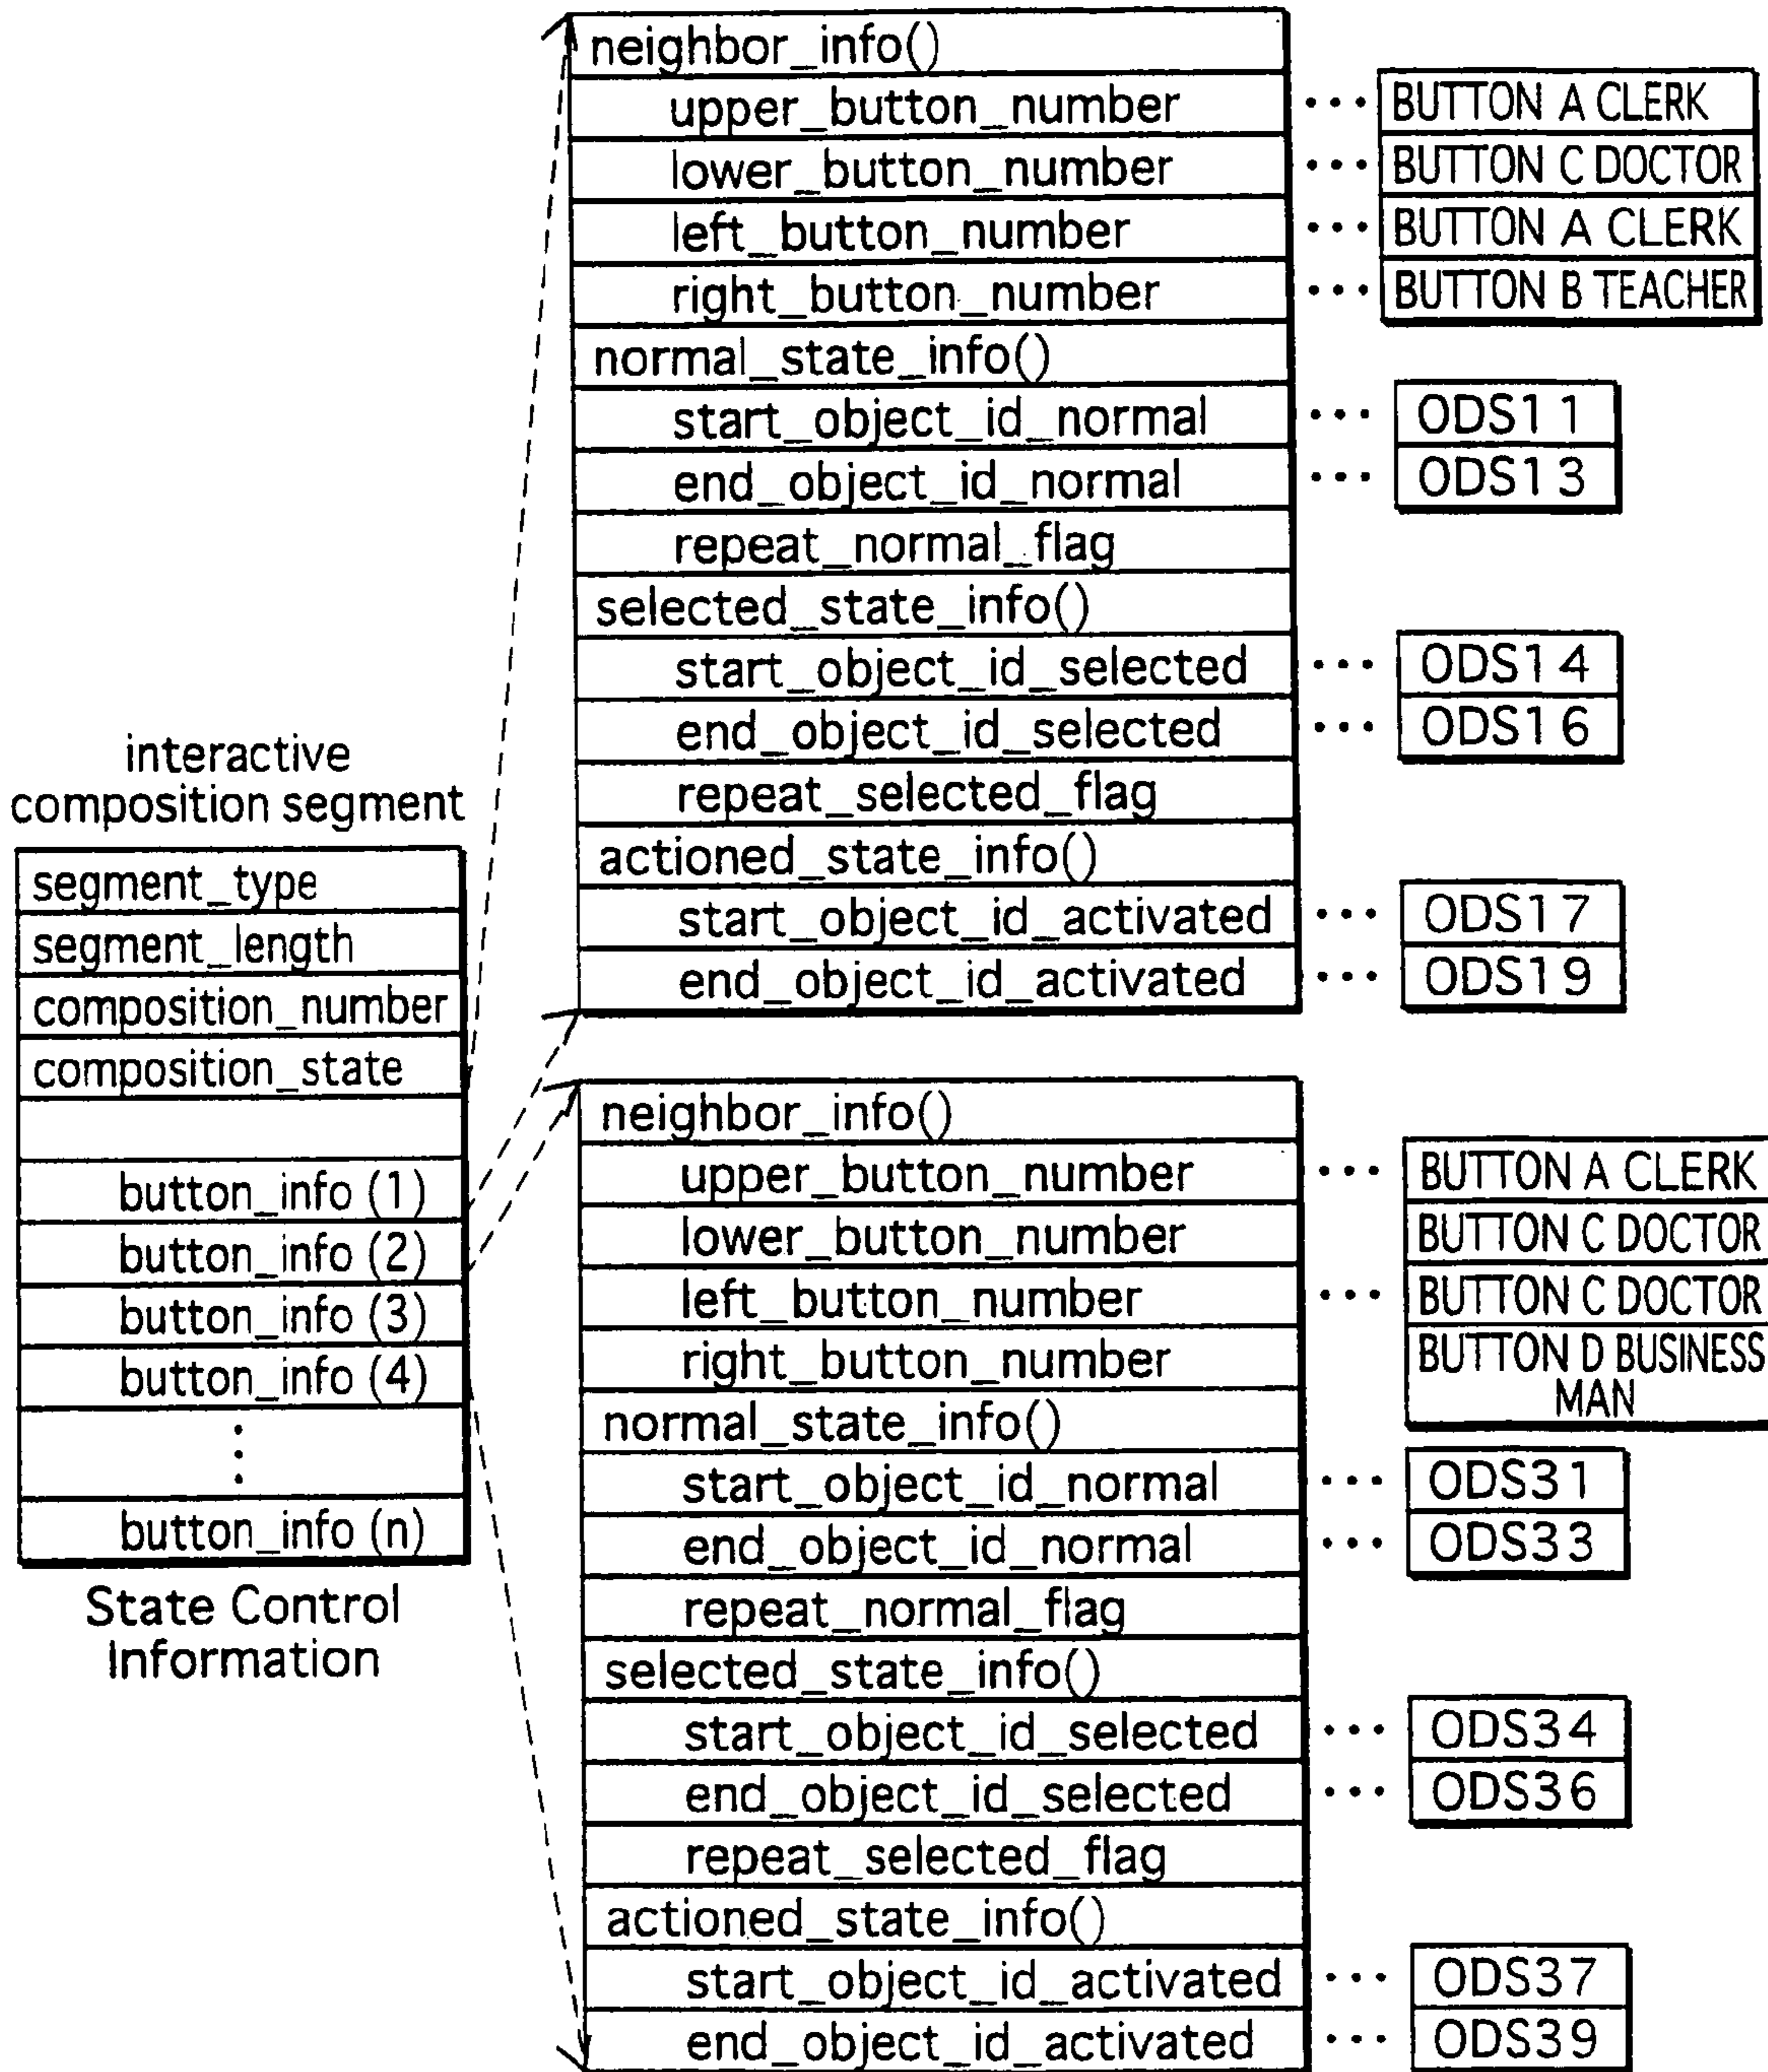 interactive
composition segment
segment_type
segment_length
composition_number
composition_state
button_info (1)
button_info (2)
button_info (3)
button_info (4)
button_info (n)
State Control
Information
neighbor_info()
upper_button_number ... BUTTON A CLERK
lower_button_number ... BUTTON C DOCTOR
left_button_number ... BUTTON A CLERK
right_button_number ... BUTTON B TEACHER
normal_state_info()
start_object_id_normal ... ODS11
end_object_id_normal ... ODS13
repeat_normal_flag
selected_state_info()
start_object_id_selected ... ODS14
end_object_id_selected ... ODS16
repeat_selected_flag
actioned_state_info()
start_object_id_activated ... ODS17
end_object_id_activated ... ODS19
neighbor_info()
upper_button_number ... BUTTON A CLERK
lower_button_number BUTTON C DOCTOR
left_button_number ... BUTTON C DOCTOR
right_button_number BUTTON D BUSINESS
MAN
normal_state_info()
start_object_id_normal ... ODS31
end_object_id_normal ... ODS33
repeat_normal_flag
selected_state_info()
start_object_id_selected ... ODS34
end_object_id_selected ... ODS36
repeat_selected_flag
actioned_state_info()
start_object_id_activated ... ODS37
end_object_id_activated ... ODS39